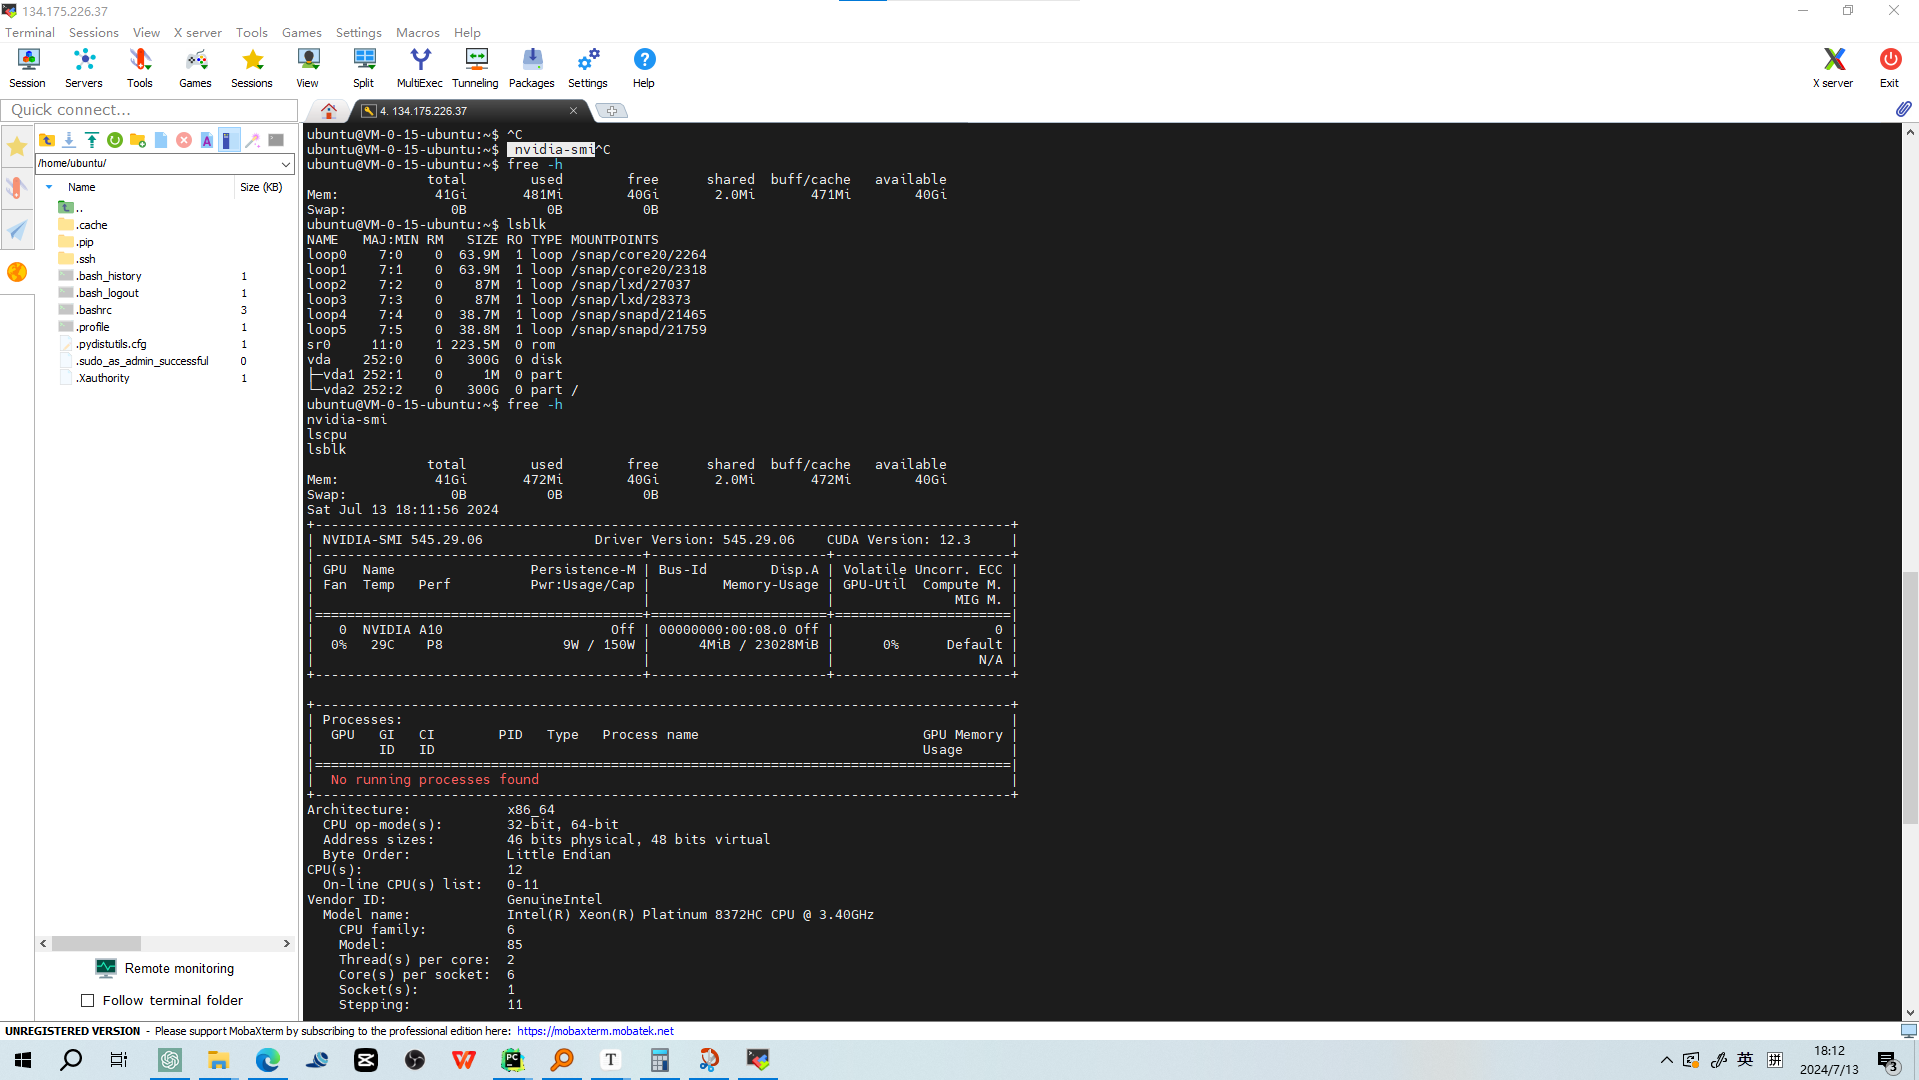 134.175.226.37
Terminal Sessions View X server Tools Games Settings Macros Help
Session Servers Tools Games Sessions View Split MultiExec Tunneling Packages Settings Help X server Exit
Quick connect...
4. 134.175.226.37
/home/ubuntu/
Name Size (KB)
..
.cache
.pip
.ssh
.bash_history 1
.bash_logout 1
.bashrc 3
.profile 1
.pydistutils.cfg 1
.sudo_as_admin_successful 0
.Xauthority 1
Remote monitoring
Follow terminal folder
ubuntu@VM-0-15-ubuntu:~$ ^C
ubuntu@VM-0-15-ubuntu:~$  nvidia-smi^C
ubuntu@VM-0-15-ubuntu:~$ free -h
               total        used        free      shared  buff/cache   available
Mem:            41Gi       481Mi        40Gi       2.0Mi       471Mi        40Gi
Swap:             0B          0B          0B
ubuntu@VM-0-15-ubuntu:~$ lsblk
NAME   MAJ:MIN RM   SIZE RO TYPE MOUNTPOINTS
loop0    7:0    0  63.9M  1 loop /snap/core20/2264
loop1    7:1    0  63.9M  1 loop /snap/core20/2318
loop2    7:2    0    87M  1 loop /snap/lxd/27037
loop3    7:3    0    87M  1 loop /snap/lxd/28373
loop4    7:4    0  38.7M  1 loop /snap/snapd/21465
loop5    7:5    0  38.8M  1 loop /snap/snapd/21759
sr0     11:0    1 223.5M  0 rom
vda    252:0    0   300G  0 disk
├─vda1 252:1    0     1M  0 part
└─vda2 252:2    0   300G  0 part /
ubuntu@VM-0-15-ubuntu:~$ free -h
nvidia-smi
lscpu
lsblk
               total        used        free      shared  buff/cache   available
Mem:            41Gi       472Mi        40Gi       2.0Mi       472Mi        40Gi
Swap:             0B          0B          0B
Sat Jul 13 18:11:56 2024
+---------------------------------------------------------------------------------------+
| NVIDIA-SMI 545.29.06              Driver Version: 545.29.06    CUDA Version: 12.3     |
|-----------------------------------------+----------------------+----------------------+
| GPU  Name                 Persistence-M | Bus-Id        Disp.A | Volatile Uncorr. ECC |
| Fan  Temp   Perf          Pwr:Usage/Cap |         Memory-Usage | GPU-Util  Compute M. |
|                                         |                      |               MIG M. |
|=========================================+======================+======================|
|   0  NVIDIA A10                     Off | 00000000:00:08.0 Off |                    0 |
|  0%   29C    P8               9W / 150W |      4MiB / 23028MiB |      0%      Default |
|                                         |                      |                  N/A |
+-----------------------------------------+----------------------+----------------------+
+---------------------------------------------------------------------------------------+
| Processes:                                                                            |
|  GPU   GI   CI        PID   Type   Process name                            GPU Memory |
|        ID   ID                                                             Usage      |
|=======================================================================================|
|  No running processes found                                                           |
+---------------------------------------------------------------------------------------+
Architecture:            x86_64
  CPU op-mode(s):        32-bit, 64-bit
  Address sizes:         46 bits physical, 48 bits virtual
  Byte Order:            Little Endian
CPU(s):                  12
  On-line CPU(s) list:   0-11
Vendor ID:               GenuineIntel
  Model name:            Intel(R) Xeon(R) Platinum 8372HC CPU @ 3.40GHz
    CPU family:          6
    Model:               85
    Thread(s) per core:  2
    Core(s) per socket:  6
    Socket(s):           1
    Stepping:            11
UNREGISTERED VERSION - Please support MobaXterm by subscribing to the professional edition here: https://mobaxterm.mobatek.net
英 拼
18:12
2024/7/13
3